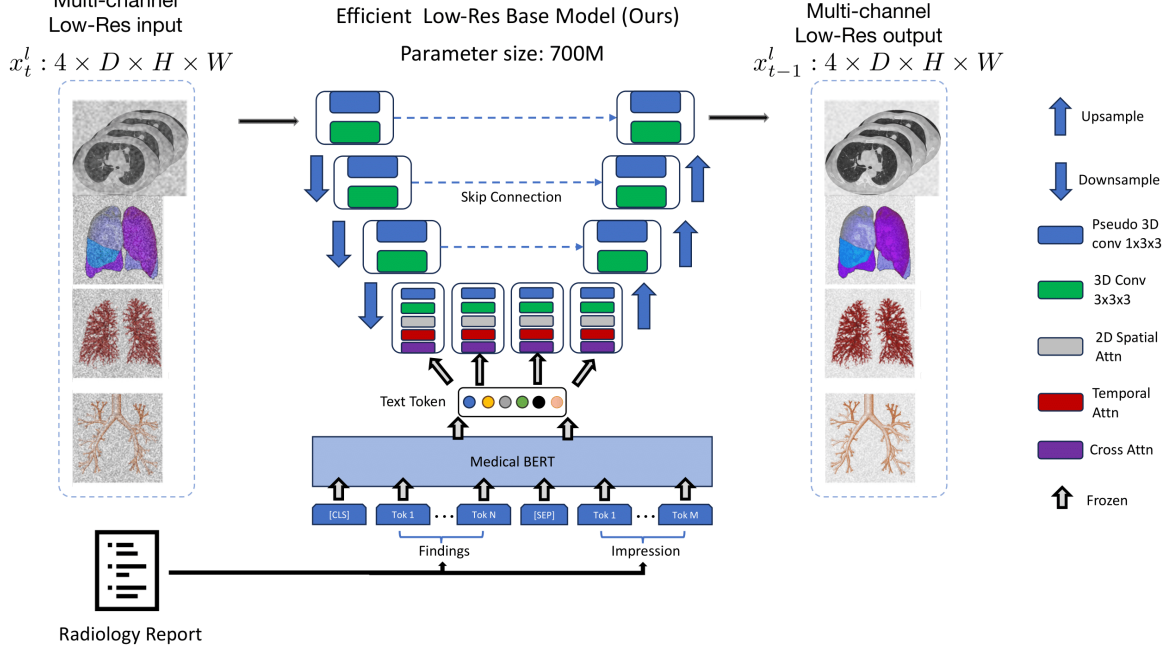 Multi-channel
Low-Res input
x_t^l : 4 × D × H × W
Efficient Low-Res Base Model (Ours)
Parameter size: 700M
Multi-channel
Low-Res output
x_{t-1}^l : 4 × D × H × W
Skip Connection
Text Token
Medical BERT
[CLS] Tok 1 ... Tok N [SEP] Tok 1 ... Tok M
Findings
Impression
Radiology Report
Upsample
Downsample
Pseudo 3D
conv 1x3x3
3D Conv
3x3x3
2D Spatial
Attn
Temporal
Attn
Cross Attn
Frozen